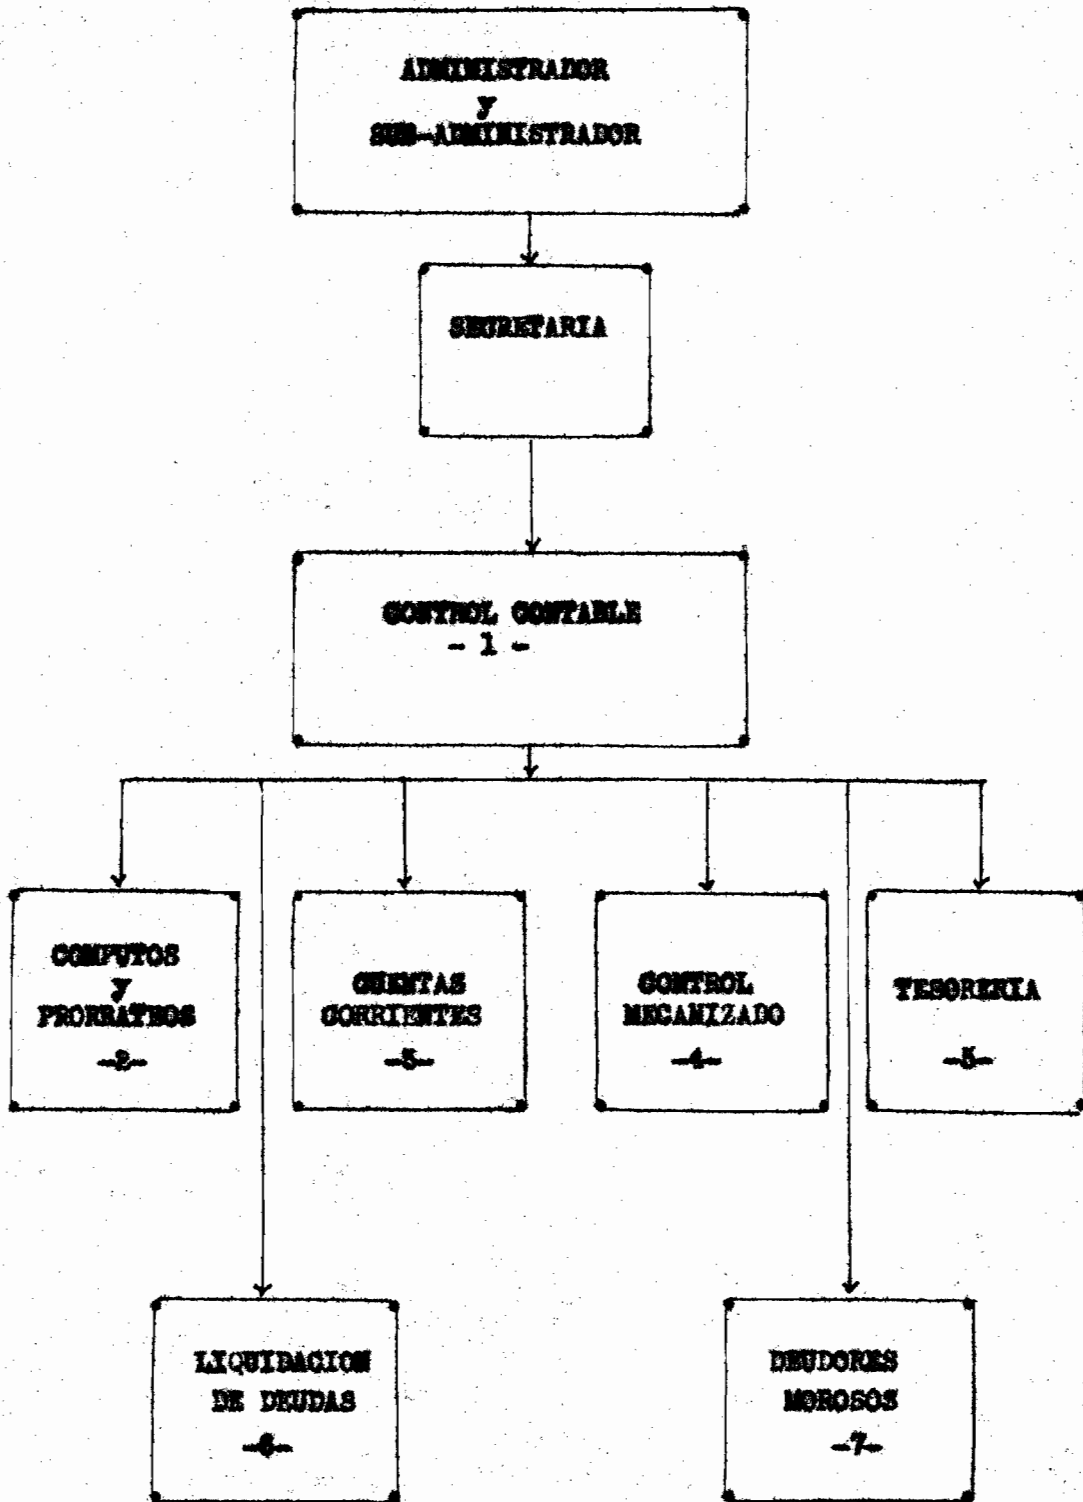 ADMINISTRADOR
y
SUB-ADMINISTRADOR
SECRETARIA
CONTROL CONTABLE
- 1 -
COMPUTOS
y
PRORRATEOS
-2-
CUENTAS
CORRIENTES
-3-
CONTROL
MECANIZADO
-4-
TESORERIA
-5-
LIQUIDACION
DE DEUDAS
-6-
DEUDORES
MOROSOS
-7-